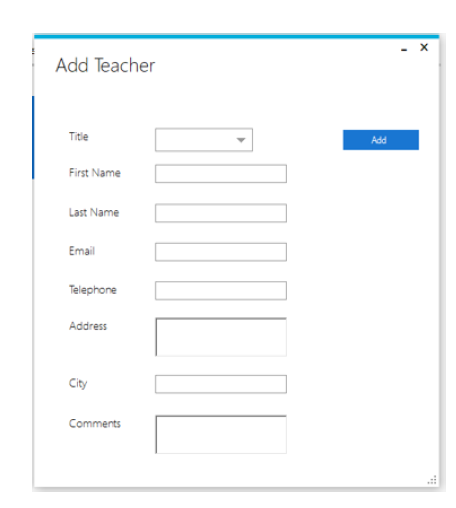 Add Teacher
Title
Add
First Name
Last Name
Email
Telephone
Address
City
Comments